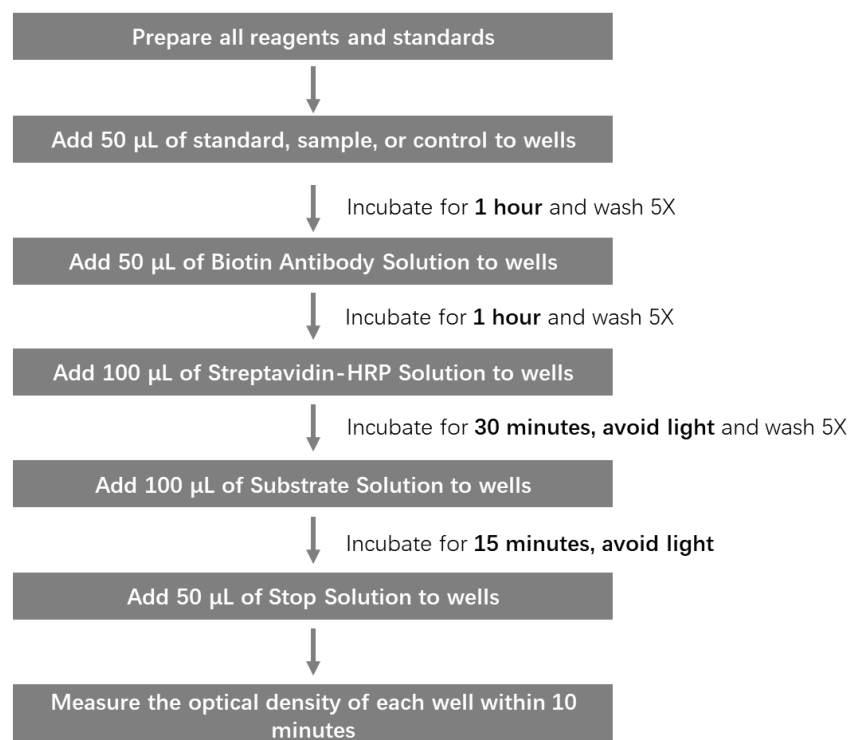 Prepare all reagents and standards
Add 50 μL of standard, sample, or control to wells
Incubate for 1 hour and wash 5X
Add 50 μL of Biotin Antibody Solution to wells
Incubate for 1 hour and wash 5X
Add 100 μL of Streptavidin-HRP Solution to wells
Incubate for 30 minutes, avoid light and wash 5X
Add 100 μL of Substrate Solution to wells
Incubate for 15 minutes, avoid light
Add 50 μL of Stop Solution to wells
Measure the optical density of each well within 10
minutes